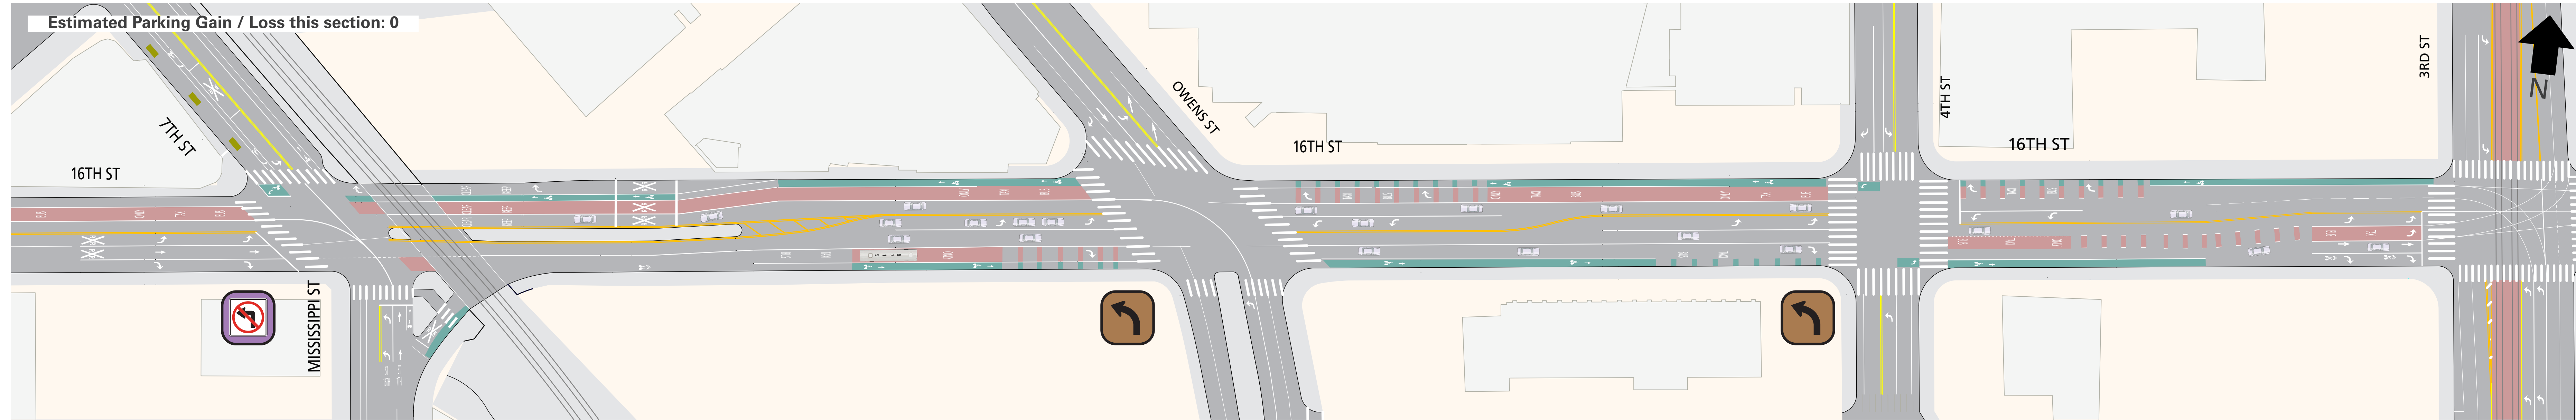 Estimated Parking Gain / Loss this section: 0
7TH ST
16TH ST
MISSISSIPPI ST
OWENS ST
16TH ST
4TH ST
16TH ST
3RD ST
N